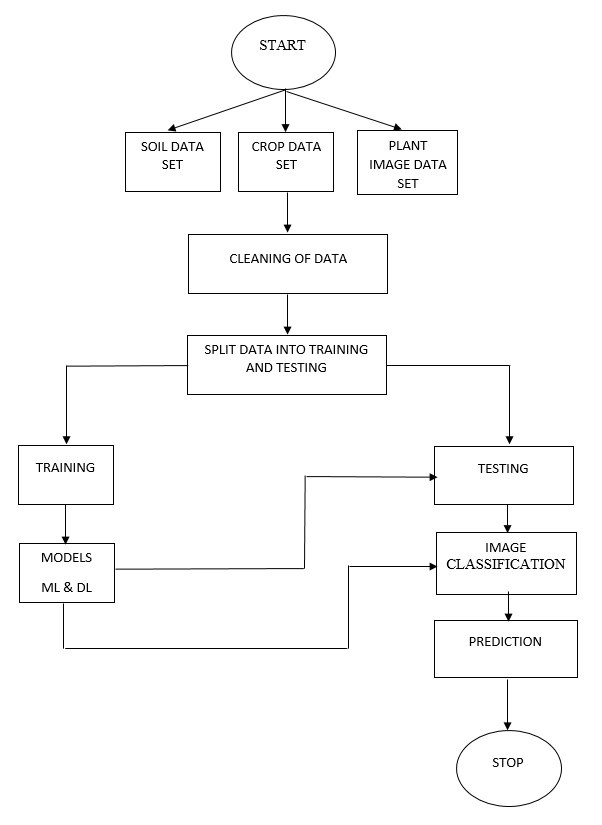 START
SOIL DATA
SET
CROP DATA
SET
PLANT
IMAGE DATA
SET
CLEANING OF DATA
SPLIT DATA INTO TRAINING
AND TESTING
TRAINING
TESTING
MODELS
ML & DL
IMAGE
CLASSIFICATION
PREDICTION
STOP